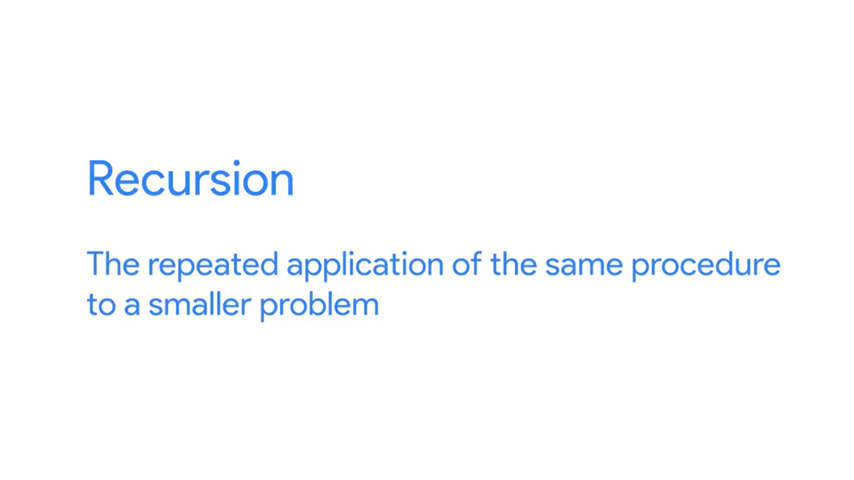 Recursion
The repeated application of the same procedure
to a smaller problem